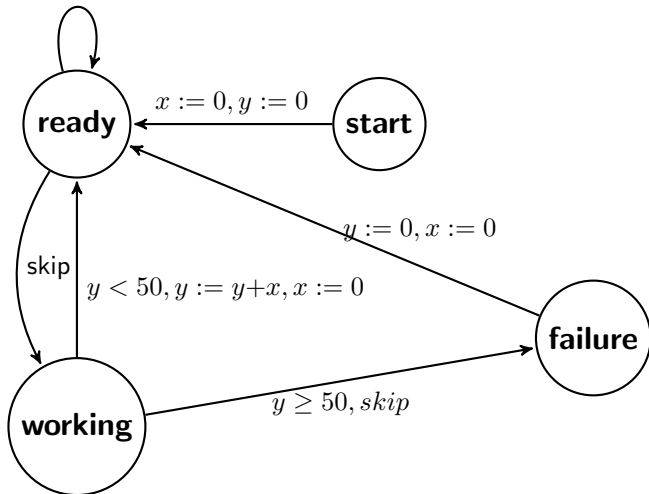 x := 0, y := 0
ready
start
y := 0, x := 0
skip
y < 50, y := y+x, x := 0
failure
y ≥ 50, skip
working